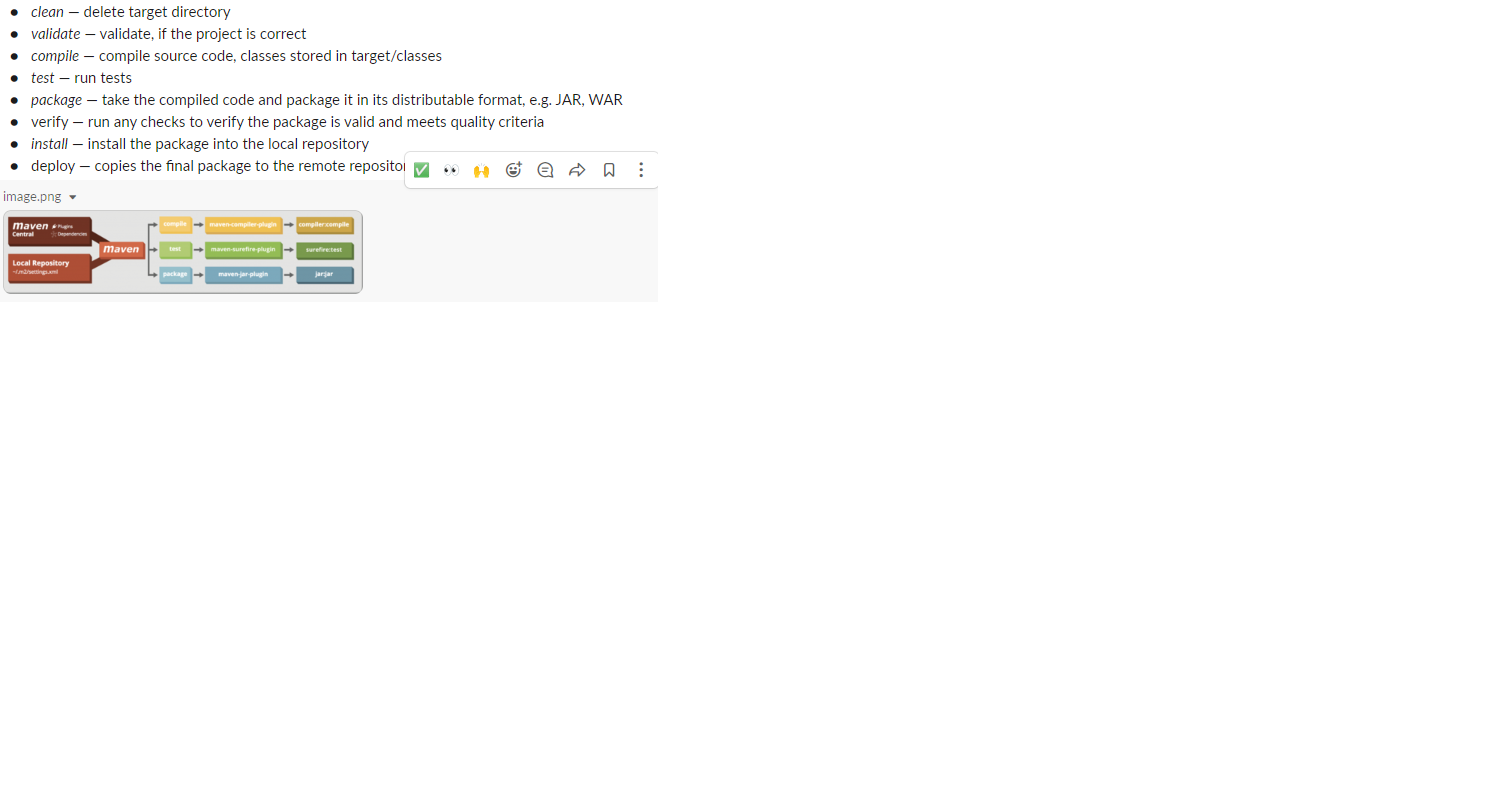 ● clean — delete target directory
● validate — validate, if the project is correct
● compile — compile source code, classes stored in target/classes
● test — run tests
● package — take the compiled code and package it in its distributable format, e.g. JAR, WAR
● verify — run any checks to verify the package is valid and meets quality criteria
● install — install the package into the local repository
● deploy — copies the final package to the remote repositor
image.png
maven Plugins
Central Dependencies
Local Repository
~/.m2/settings.xml
maven
compile maven-compiler-plugin compiler:compile
test maven-surefire-plugin surefire:test
package maven-jar-plugin jar:jar